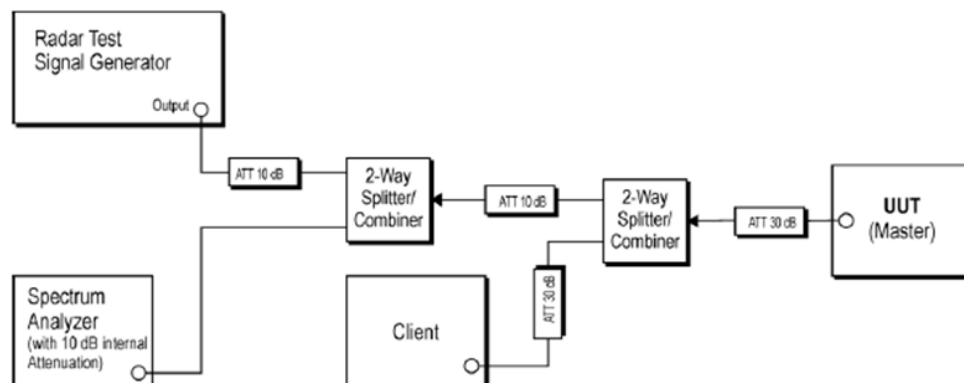 Radar Test
Signal Generator
Output
ATT 10 dB
2-Way
Splitter/
Combiner
ATT 10 dB
2-Way
Splitter/
Combiner
ATT 30 dB
UUT
(Master)
Spectrum
Analyzer
(with 10 dB internal
Attenuation)
Client
ATT 30 dB